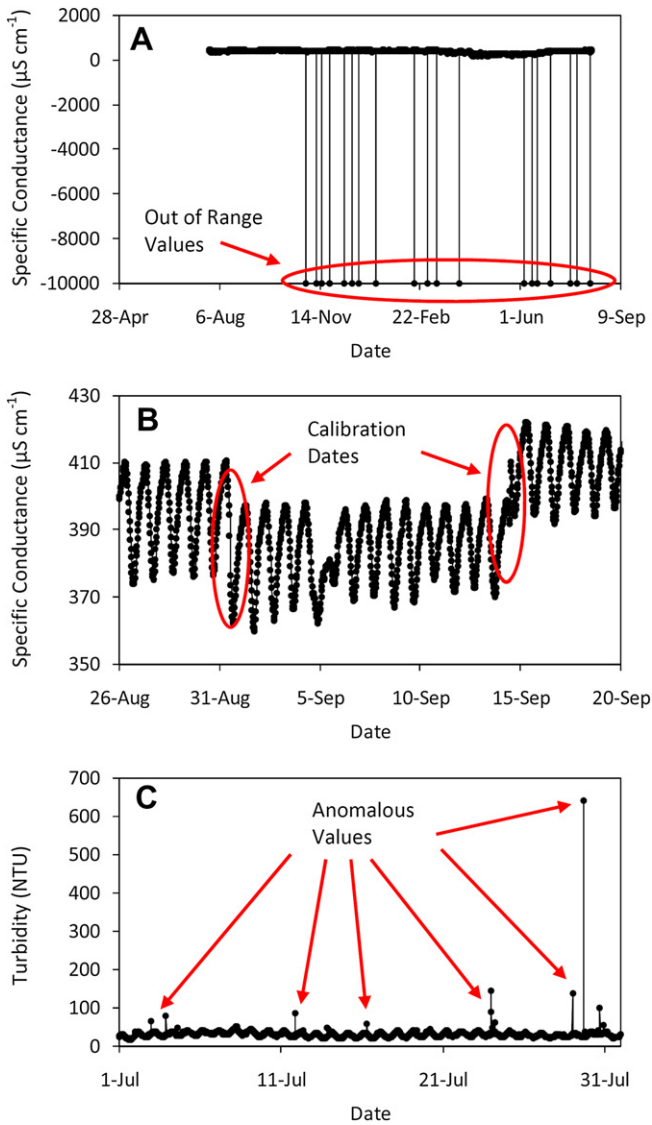 A
Specific Conductance (µS cm⁻¹)
2000
0
-2000
-4000
-6000
-8000
-10000
Out of Range
Values
28-Apr 6-Aug 14-Nov 22-Feb 1-Jun 9-Sep
Date
B
Specific Conductance (µS cm⁻¹)
430
410
390
370
350
Calibration
Dates
26-Aug 31-Aug 5-Sep 10-Sep 15-Sep 20-Sep
Date
C
Turbidity (NTU)
700
600
500
400
300
200
100
0
Anomalous
Values
1-Jul 11-Jul 21-Jul 31-Jul
Date